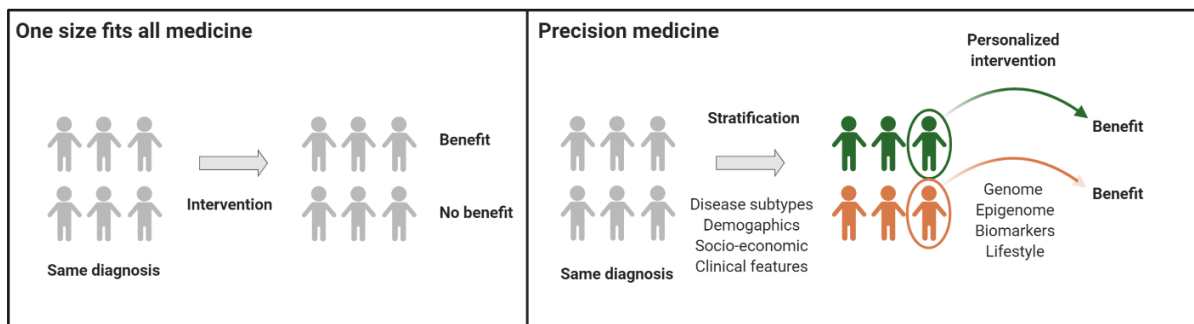 One size fits all medicine
Benefit
Intervention
No benefit
Same diagnosis
Precision medicine
Personalized
intervention
Stratification
Benefit
Disease subtypes
Demogaphics
Socio-economic
Clinical features
Genome
Epigenome
Biomarkers
Lifestyle
Benefit
Same diagnosis